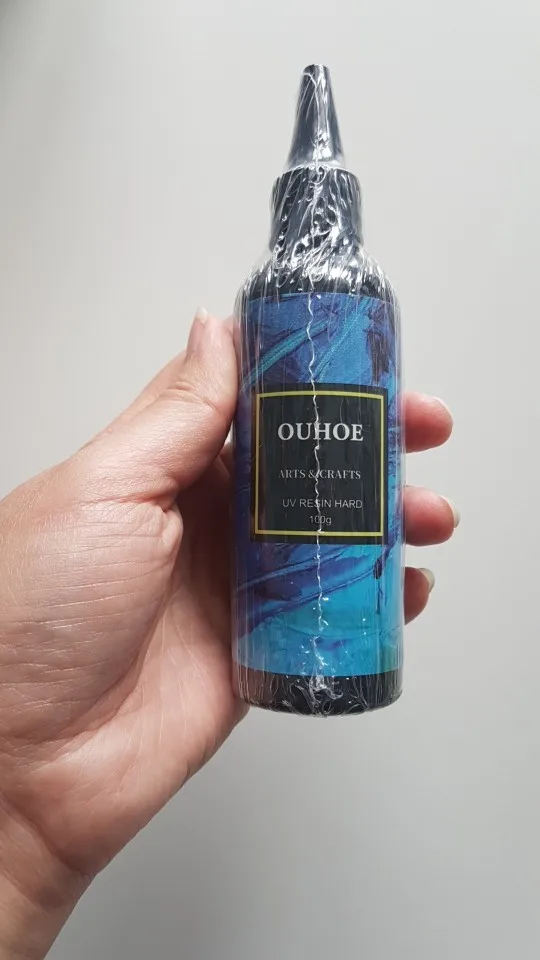 OUHOE
ARTS & CRAFTS
UV RESIN HARD
100g